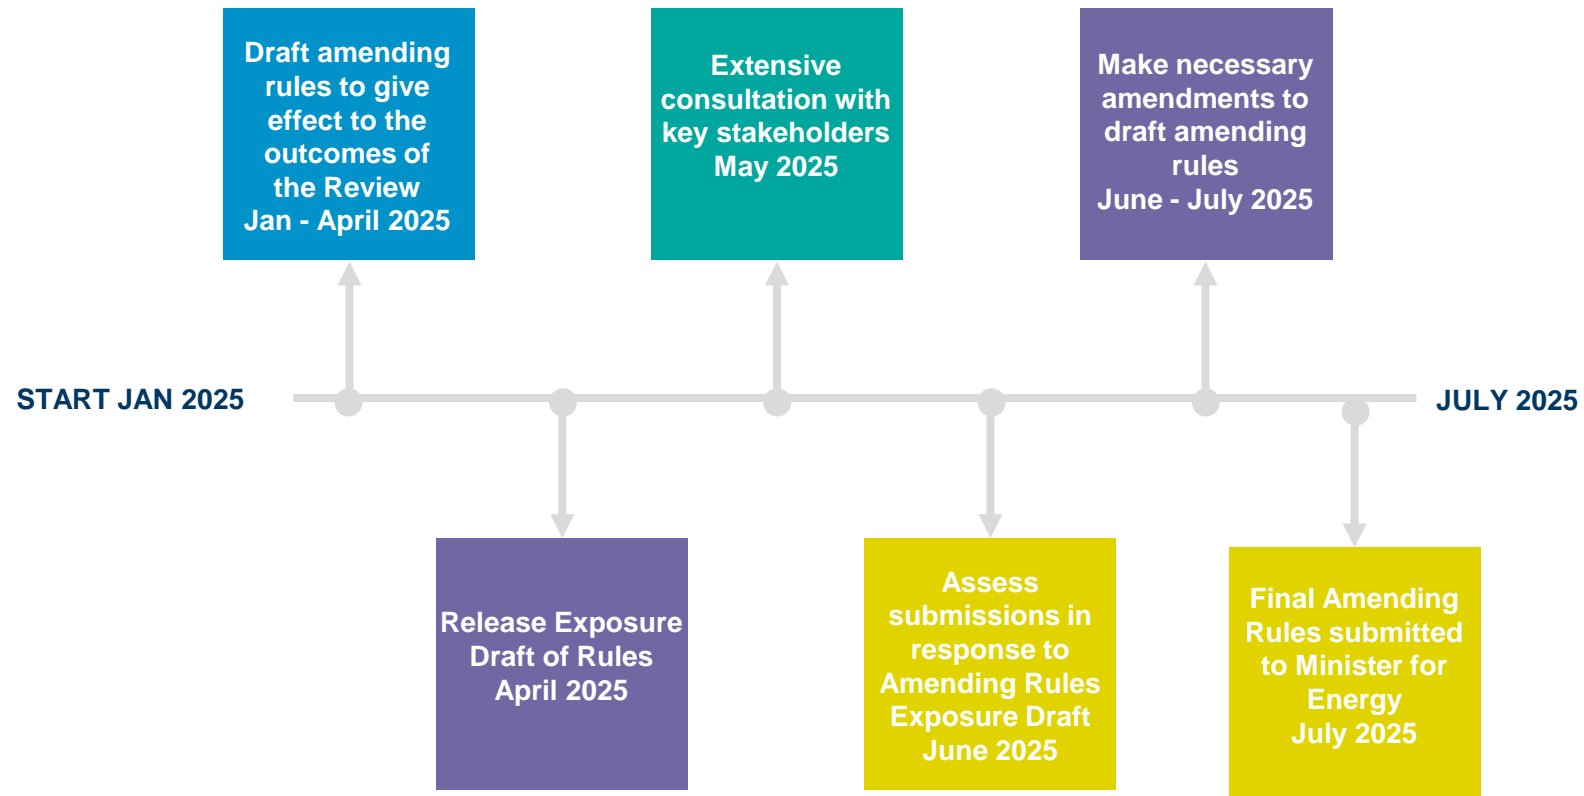 Draft amending
rules to give
effect to the
outcomes of
the Review
Jan - April 2025
Extensive
consultation with
key stakeholders
May 2025
Make necessary
amendments to
draft amending
rules
June - July 2025
START JAN 2025
JULY 2025
Release Exposure
Draft of Rules
April 2025
Assess
submissions in
response to
Amending Rules
Exposure Draft
June 2025
Final Amending
Rules submitted
to Minister for
Energy
July 2025